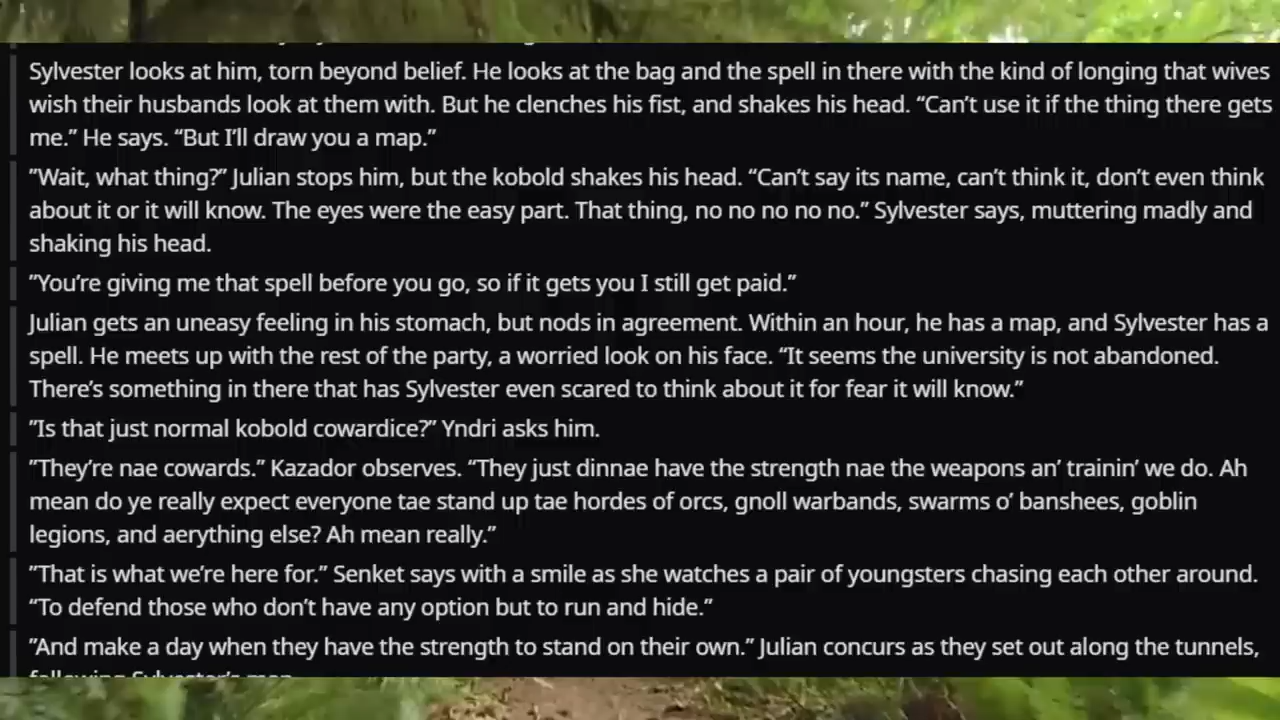 Sylvester looks at him, torn beyond belief. He looks at the bag and the spell in there with the kind of longing that wives
wish their husbands look at them with. But he clenches his fist, and shakes his head. “Can’t use it if the thing there gets
me.” He says. “But I’ll draw you a map.”
”Wait, what thing?” Julian stops him, but the kobold shakes his head. “Can’t say its name, can’t think it, don’t even think
about it or it will know. The eyes were the easy part. That thing, no no no no no.” Sylvester says, muttering madly and
shaking his head.
”You’re giving me that spell before you go, so if it gets you I still get paid.”
Julian gets an uneasy feeling in his stomach, but nods in agreement. Within an hour, he has a map, and Sylvester has a
spell. He meets up with the rest of the party, a worried look on his face. “It seems the university is not abandoned.
There’s something in there that has Sylvester even scared to think about it for fear it will know.”
”Is that just normal kobold cowardice?” Yndri asks him.
”They’re nae cowards.” Kazador observes. “They just dinnae have the strength nae the weapons an’ trainin’ we do. Ah
mean do ye really expect everyone tae stand up tae hordes of orcs, gnoll warbands, swarms o’ banshees, goblin
legions, and aerything else? Ah mean really.”
”That is what we’re here for.” Senket says with a smile as she watches a pair of youngsters chasing each other around.
“To defend those who don’t have any option but to run and hide.”
”And make a day when they have the strength to stand on their own.” Julian concurs as they set out along the tunnels,
following Sylvester’s map.